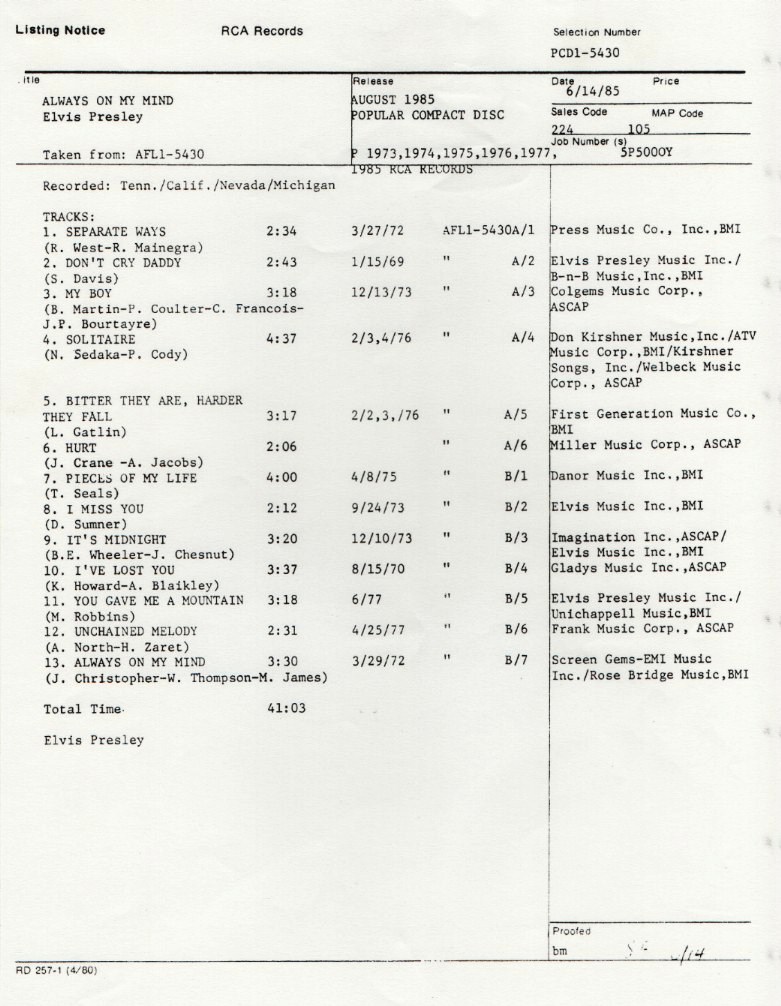 Listing Notice RCA Records Selection Number
PCD1-5430
itle Release Date Price
6/14/85
ALWAYS ON MY MIND AUGUST 1985
Elvis Presley POPULAR COMPACT DISC Sales Code MAP Code
224 105
Job Number (s)
Taken from: AFL1-5430 P 1973,1974,1975,1976,1977, 5P5000Y
1985 RCA RECORDS
Recorded: Tenn./Calif./Nevada/Michigan
TRACKS:
1. SEPARATE WAYS 2:34 3/27/72 AFL1-5430A/1 Press Music Co., Inc.,BMI
(R. West-R. Mainegra)
2. DON'T CRY DADDY 2:43 1/15/69 " A/2 Elvis Presley Music Inc./
(S. Davis) B-n-B Music,Inc.,BMI
3. MY BOY 3:18 12/13/73 " A/3 Colgems Music Corp.,
(B. Martin-P. Coulter-C. Francois- ASCAP
J.P. Bourtayre)
4. SOLITAIRE 4:37 2/3,4/76 " A/4 Don Kirshner Music,Inc./ATV
(N. Sedaka-P. Cody) Music Corp.,BMI/Kirshner
Songs, Inc./Welbeck Music
Corp., ASCAP
5. BITTER THEY ARE, HARDER
THEY FALL 3:17 2/2,3,/76 " A/5 First Generation Music Co.,
(L. Gatlin) BMI
6. HURT 2:06 " A/6 Miller Music Corp., ASCAP
(J. Crane -A. Jacobs)
7. PIECES OF MY LIFE 4:00 4/8/75 " B/1 Danor Music Inc.,BMI
(T. Seals)
8. I MISS YOU 2:12 9/24/73 " B/2 Elvis Music Inc.,BMI
(D. Sumner)
9. IT'S MIDNIGHT 3:20 12/10/73 " B/3 Imagination Inc.,ASCAP/
(B.E. Wheeler-J. Chesnut) Elvis Music Inc.,BMI
10. I'VE LOST YOU 3:37 8/15/70 " B/4 Gladys Music Inc.,ASCAP
(K. Howard-A. Blaikley)
11. YOU GAVE ME A MOUNTAIN 3:18 6/77 " B/5 Elvis Presley Music Inc./
(M. Robbins) Unichappell Music,BMI
12. UNCHAINED MELODY 2:31 4/25/77 " B/6 Frank Music Corp., ASCAP
(A. North-H. Zaret)
13. ALWAYS ON MY MIND 3:30 3/29/72 " B/7 Screen Gems-EMI Music
(J. Christopher-W. Thompson-M. James) Inc./Rose Bridge Music,BMI
Total Time 41:03
Elvis Presley
Proofed
bm
RD 257-1 (4/80)